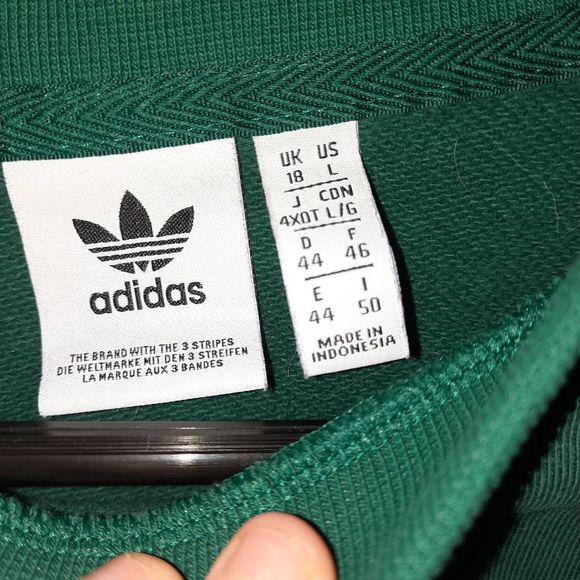 adidas
THE BRAND WITH THE 3 STRIPES
DIE WELTMARKE MIT DEN 3 STREIFEN
LA MARQUE AUX 3 BANDES
UK US
18 L
J CDN
4XOT L/G
D F
44 46
E I
44 50
MADE IN
INDONESIA